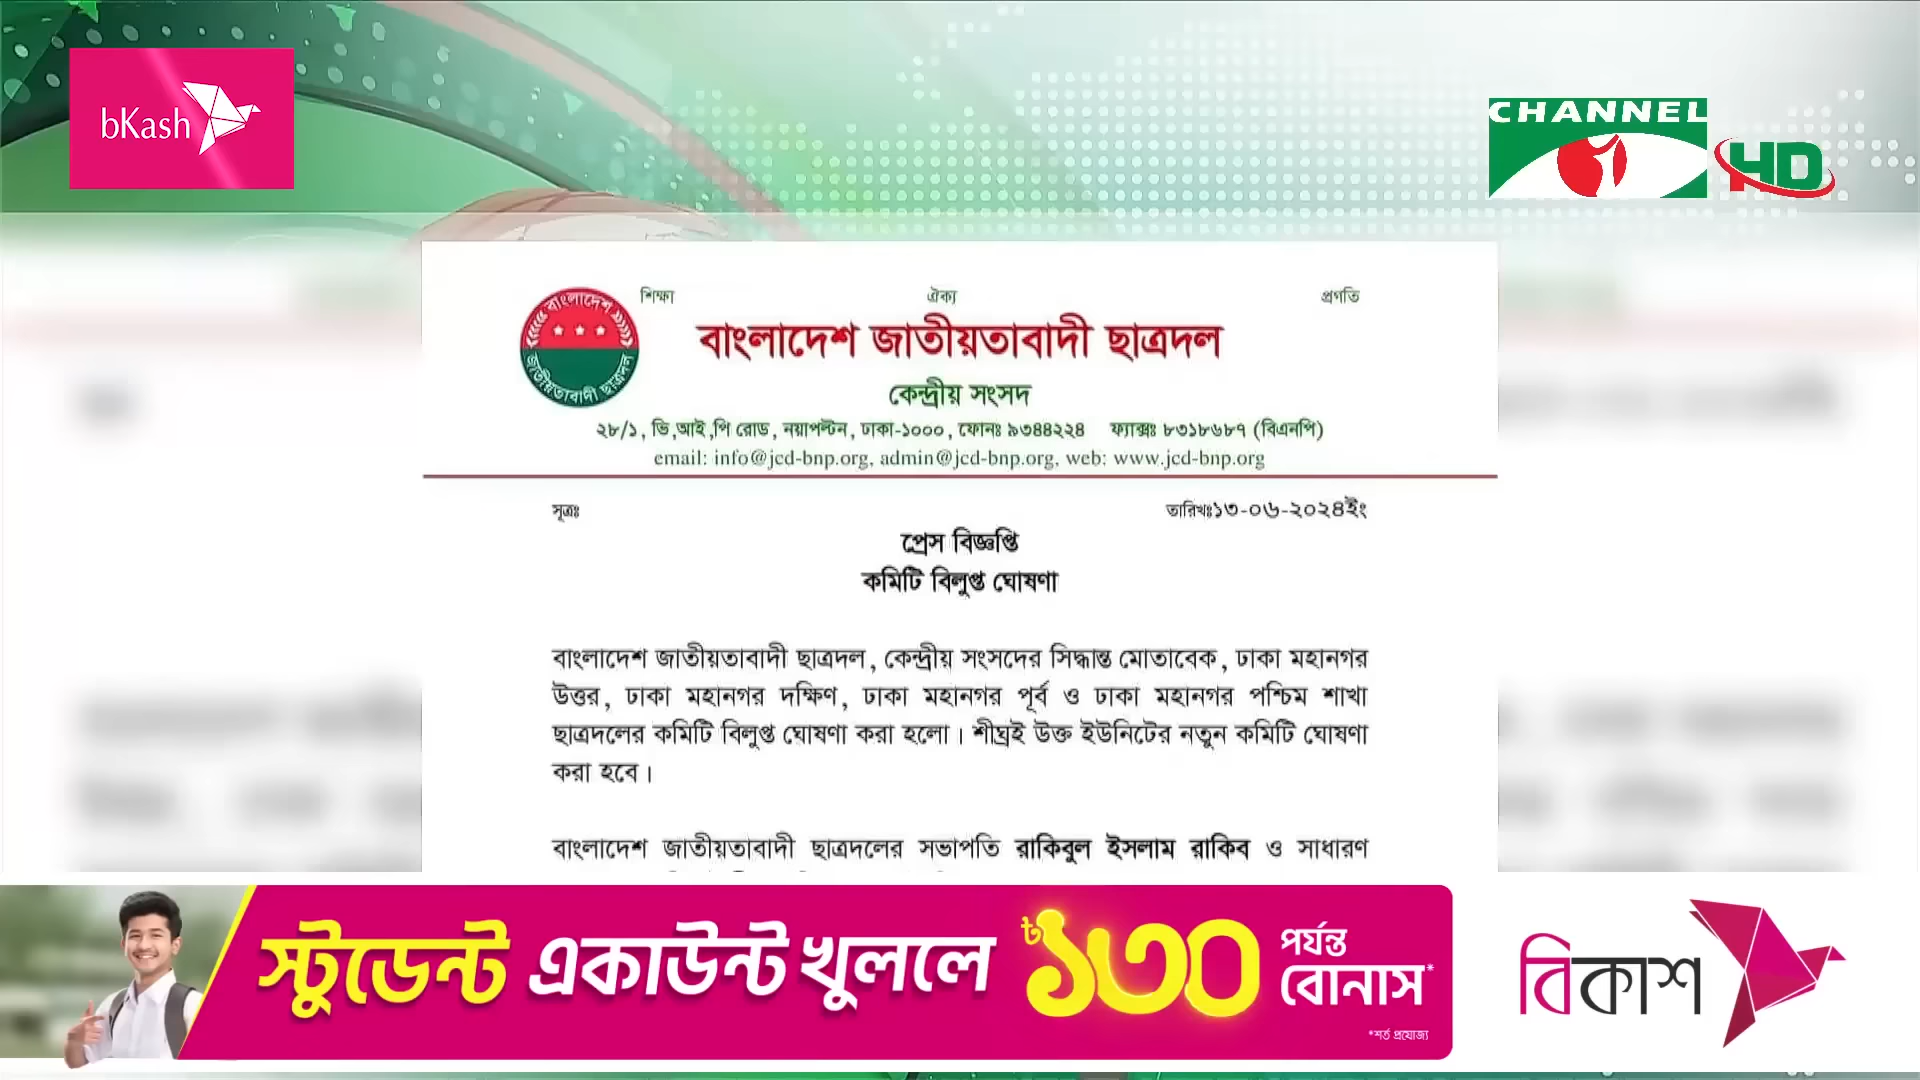 bKash
CHANNEL
HD
বাংলাদেশ
জাতীয়তাবাদী ছাত্রদল
শিক্ষা ঐক্য প্রগতি
বাংলাদেশ জাতীয়তাবাদী ছাত্রদল
কেন্দ্রীয় সংসদ
২৮/১, ভি,আই,পি রোড, নয়াপল্টন, ঢাকা-১০০০, ফোনঃ ৯৩৪৪২২৪ ফ্যাক্সঃ ৮৩১৮৬৮৭ (বিএনপি)
email: info@jcd-bnp.org, admin@jcd-bnp.org, web: www.jcd-bnp.org
সূত্রঃ তারিখঃ১৩-০৬-২০২৪ইং
প্রেস বিজ্ঞপ্তি
কমিটি বিলুপ্ত ঘোষণা
বাংলাদেশ জাতীয়তাবাদী ছাত্রদল, কেন্দ্রীয় সংসদের সিদ্ধান্ত মোতাবেক, ঢাকা মহানগর
উত্তর, ঢাকা মহানগর দক্ষিণ, ঢাকা মহানগর পূর্ব ও ঢাকা মহানগর পশ্চিম শাখা
ছাত্রদলের কমিটি বিলুপ্ত ঘোষণা করা হলো। শীঘ্রই উক্ত ইউনিটের নতুন কমিটি ঘোষণা
করা হবে।
বাংলাদেশ জাতীয়তাবাদী ছাত্রদলের সভাপতি রাকিবুল ইসলাম রাকিব ও সাধারণ
স্টুডেন্ট একাউন্ট খুললে ৳১৩০ পর্যন্ত বোনাস*
*শর্ত প্রযোজ্য
বিকাশ